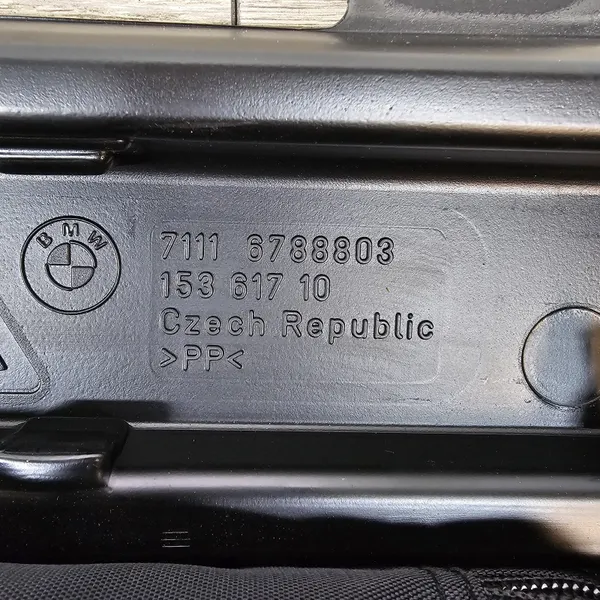 BMW
7111 6788803
153 617 10
Czech Republic
>PP<